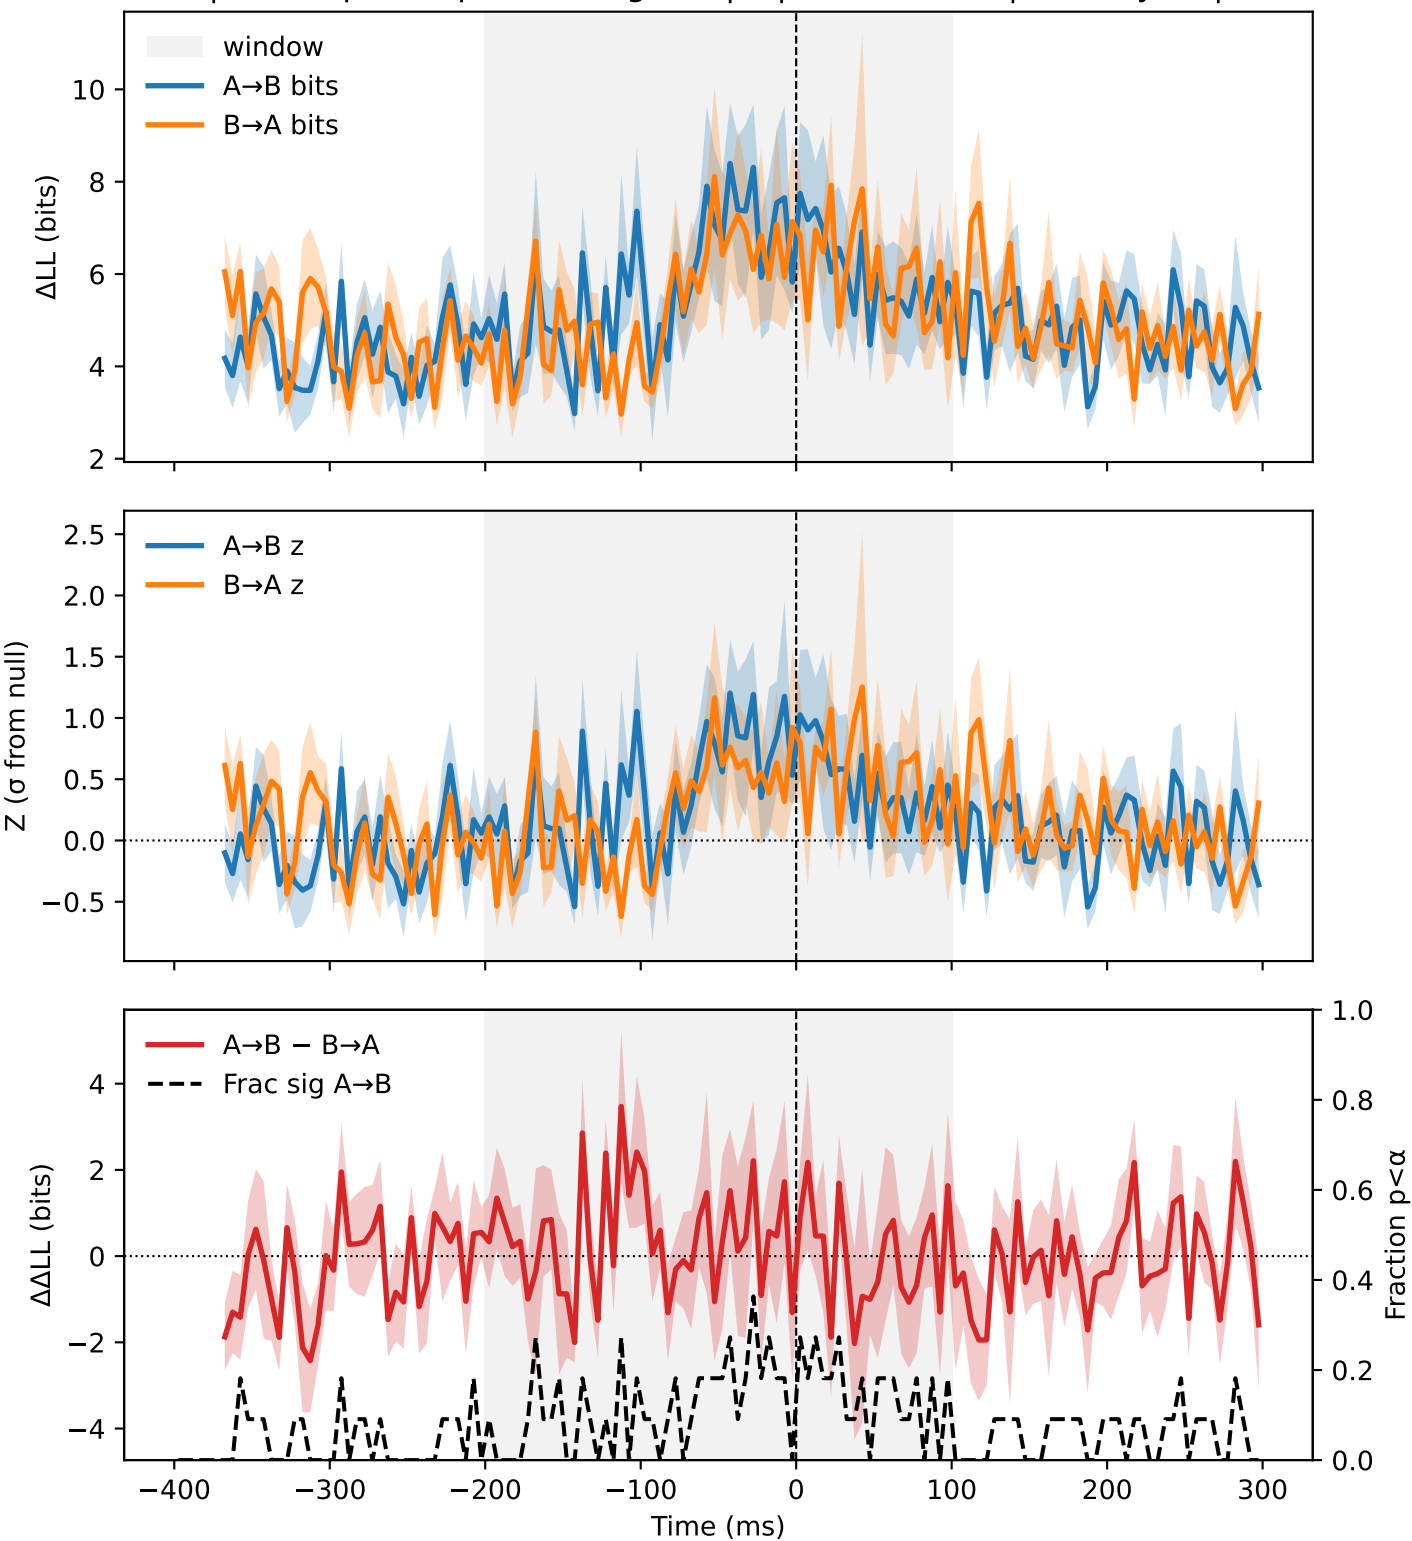 window
A→B bits
B→A bits
ΔLL (bits)
10
8
6
4
2
A→B z
B→A z
Z (σ from null)
2.5
2.0
1.5
1.0
0.5
0.0
−0.5
A→B − B→A
Frac sig A→B
ΔΔLL (bits)
4
2
0
−2
−4
1.0
0.8
0.6
0.4
0.2
0.0
Fraction p<α
−400 −300 −200 −100 0 100 200 300
Time (ms)